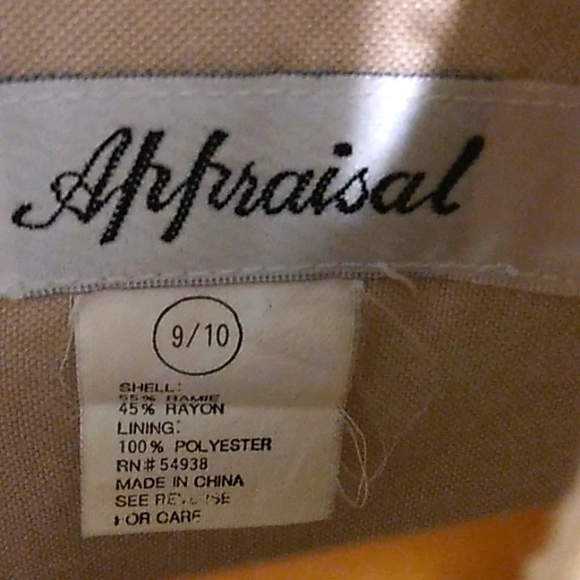 Appraisal
9/10
SHELL:
55% RAMIE
45% RAYON
LINING:
100% POLYESTER
RN#54938
MADE IN CHINA
SEE REVERSE
FOR CARE